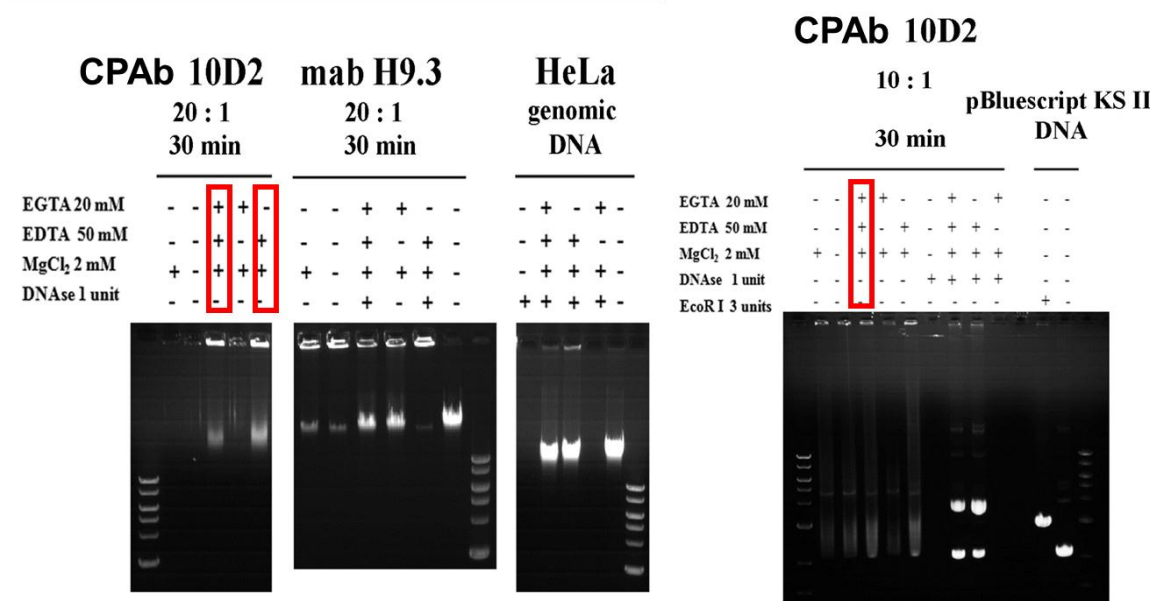 CPAb 10D2
20 : 1
30 min
mab H9.3
20 : 1
30 min
HeLa
genomic
DNA
EGTA 20 mM - - + + - - - + + - - - + - + -
EDTA 50 mM - - + - + - - + - + - - + + - -
MgCl₂ 2 mM + - + + + + - + + + - - + + + -
DNAse 1 unit - - - - - - - + - + - + + + + -
CPAb 10D2
10 : 1
30 min
pBluescript KS II
DNA
EGTA 20 mM - - + + - - + - + - -
EDTA 50 mM - - + - + - + + - - -
MgCl₂ 2 mM + - + + + + + + + - -
DNAse 1 unit - - - - - + + + + - -
EcoR I 3 units - - - - - - - - - + -